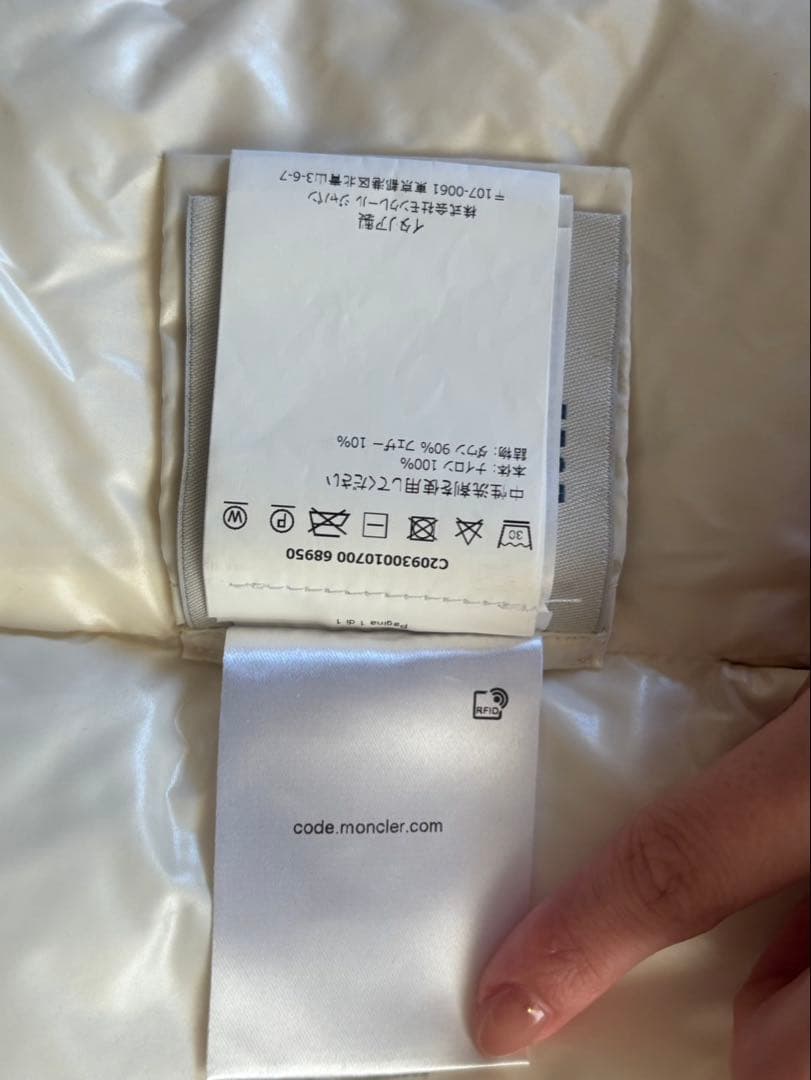 C20930010700 68950
30
P
W
中性洗剤を使用してください
本体: ナイロン 100%
詰物: ダウン 90% フェザー 10%
イタリア製
株式会社モンクレール ジャパン
〒107-0061 東京都港区北青山3-6-7
Pagina 1 di 1
RFID
code.moncler.com